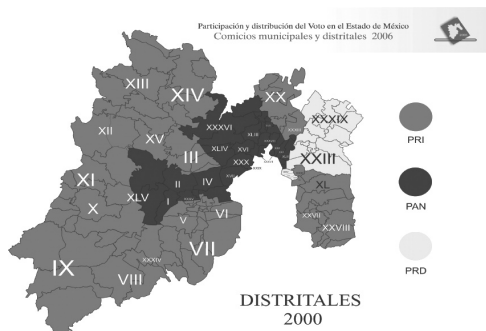 Participación y distribución del Voto en el Estado de México
Comicios municipales y distritales 2006
XIII
XIV
XX
XXXVI
XXXIX
XII
XV
XLIV
XVI
XXIII
III
XXX
XI
XLV
II
IV
XL
X
I
VI
V
XXVII
XXVIII
IX
VIII
XXXIV
VII
PRI
PAN
PRD
DISTRITALES
2000